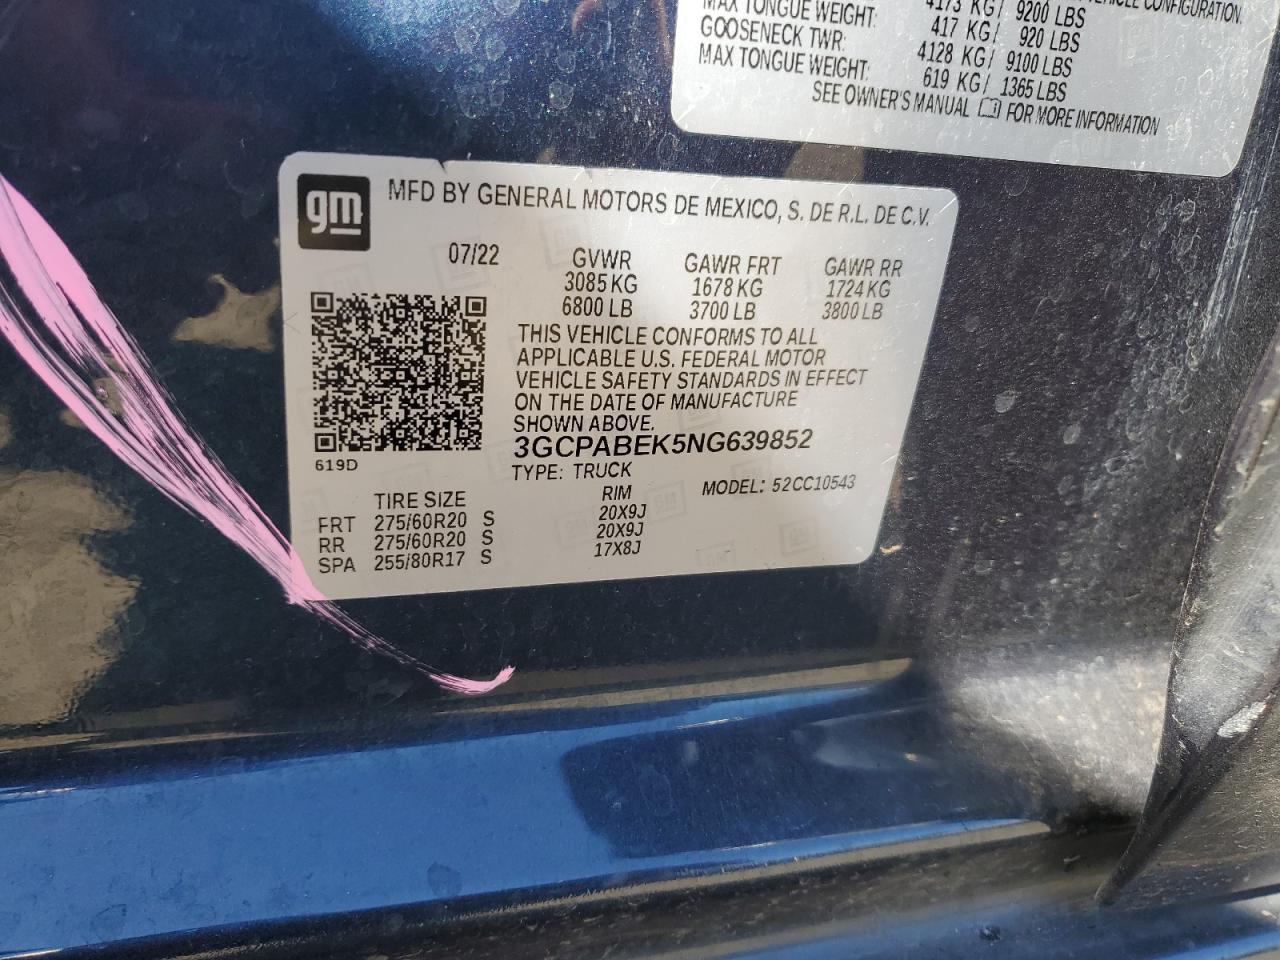 VEHICLE CONFIGURATION.
MAX TONGUE WEIGHT: 4173 KG/ 9200 LBS
GOOSENECK TWR: 417 KG/ 920 LBS
MAX TONGUE WEIGHT: 4128 KG/ 9100 LBS
619 KG/ 1365 LBS
SEE OWNER'S MANUAL FOR MORE INFORMATION
gm
MFD BY GENERAL MOTORS DE MEXICO, S. DE R.L. DE C.V.
07/22 GVWR GAWR FRT GAWR RR
3085 KG 1678 KG 1724 KG
6800 LB 3700 LB 3800 LB
THIS VEHICLE CONFORMS TO ALL
APPLICABLE U.S. FEDERAL MOTOR
VEHICLE SAFETY STANDARDS IN EFFECT
ON THE DATE OF MANUFACTURE
SHOWN ABOVE.
3GCPABEK5NG639852
619D
TYPE: TRUCK MODEL: 52CC10543
TIRE SIZE RIM
FRT 275/60R20 S 20X9J
RR 275/60R20 S 20X9J
SPA 255/80R17 S 17X8J